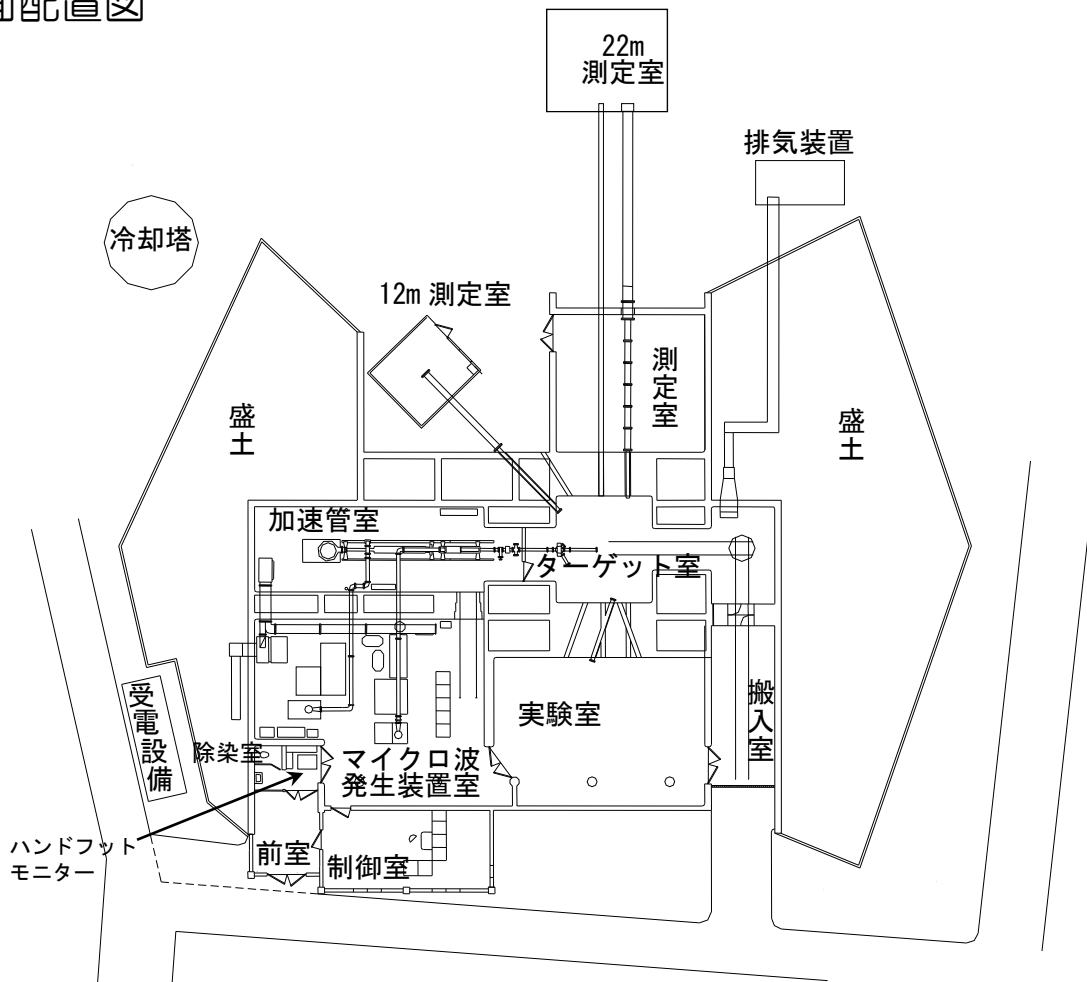 面配置図
22m
測定室
排気装置
冷却塔
12m 測定室
測定室
盛土
盛土
加速管室
ターゲット室
受電設備
除染室
マイクロ波
発生装置室
実験室
搬入室
ハンドフット
モニター
前室
制御室